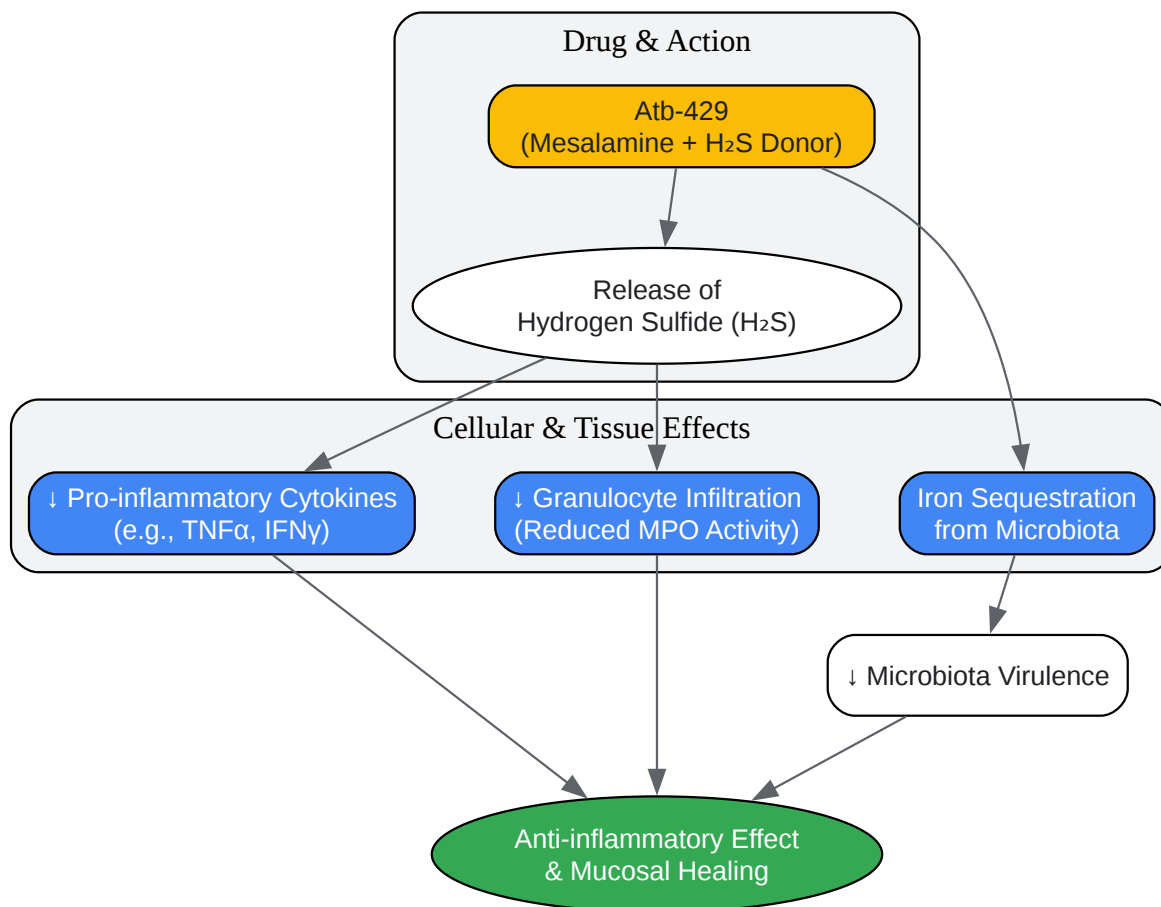 Drug & Action
Atb-429
(Mesalamine + H₂S Donor)
Release of
Hydrogen Sulfide (H₂S)
Cellular & Tissue Effects
↓ Pro-inflammatory Cytokines
(e.g., TNFα, IFNγ)
↓ Granulocyte Infiltration
(Reduced MPO Activity)
Iron Sequestration
from Microbiota
↓ Microbiota Virulence
Anti-inflammatory Effect
& Mucosal Healing